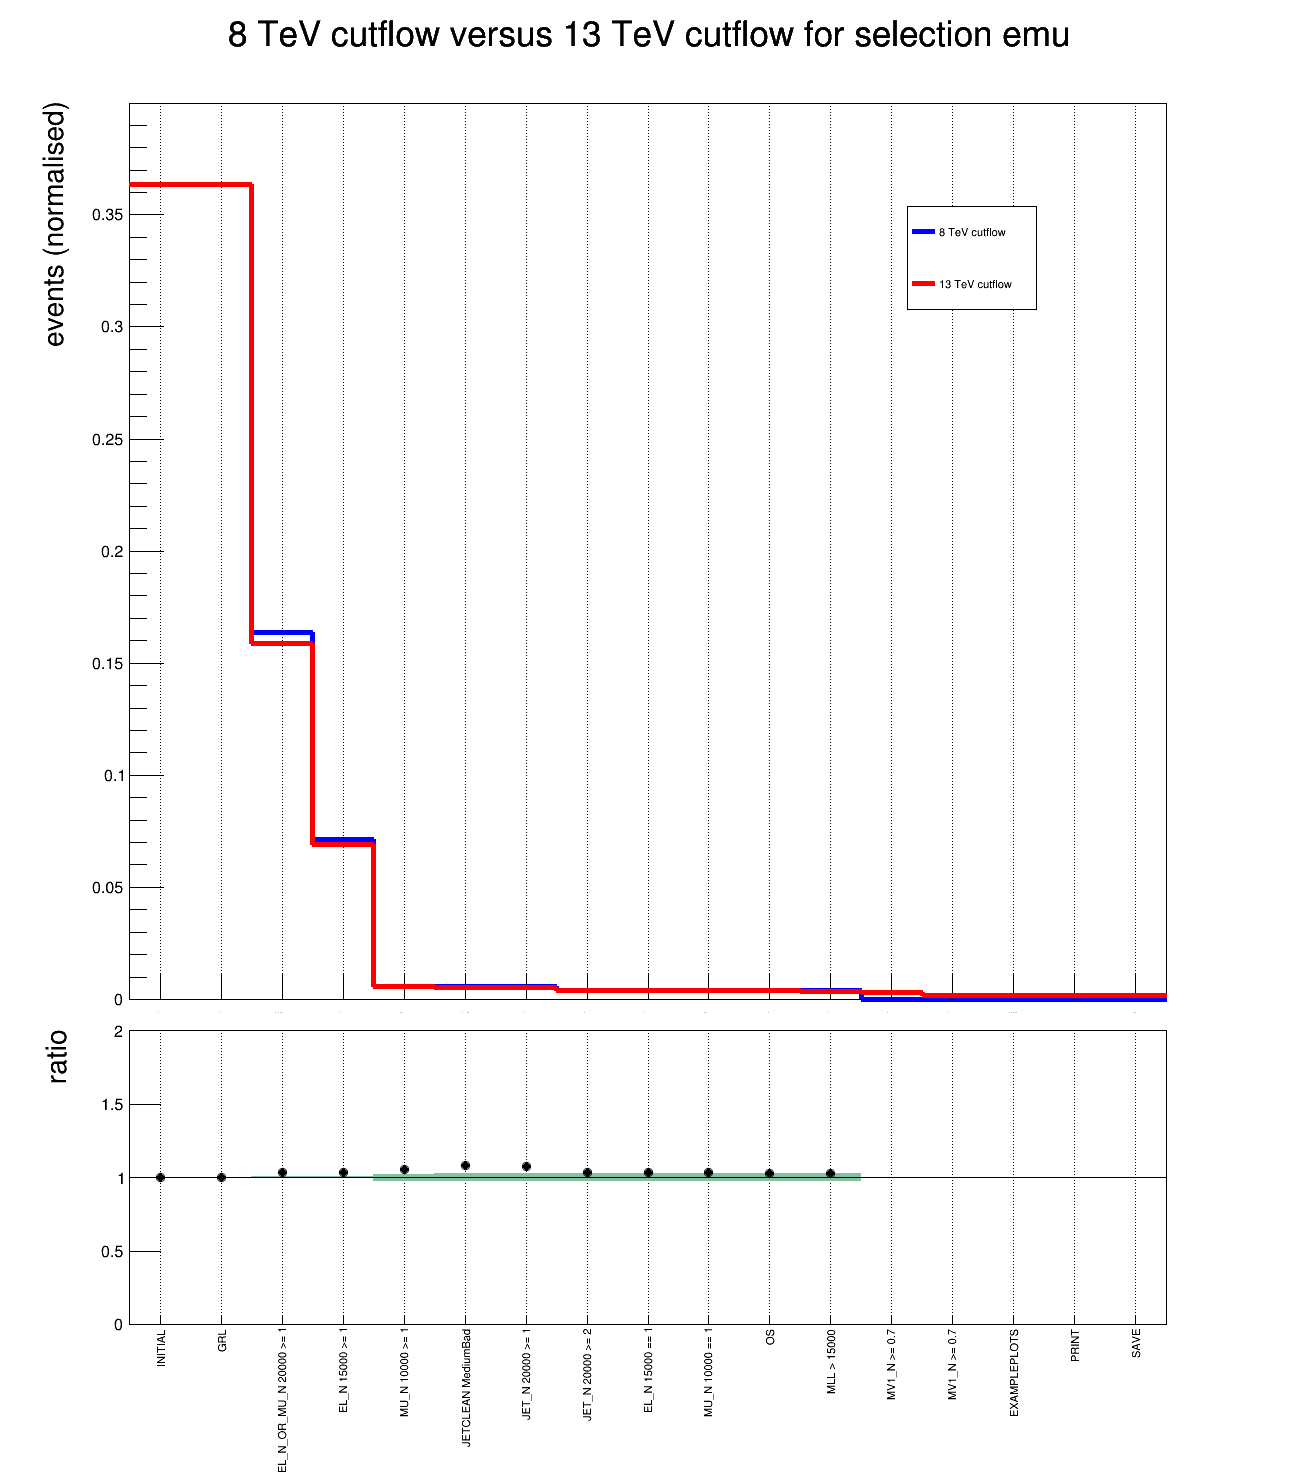 8 TeV cutflow versus 13 TeV cutflow for selection emu
events (normalised)
0.35
0.3
0.25
0.2
0.15
0.1
0.05
0
8 TeV cutflow
13 TeV cutflow
ratio
2
1.5
1
0.5
0
INITIAL
GRL
EL_N_OR_MU_N 20000 >= 1
EL_N 15000 >= 1
MU_N 10000 >= 1
JETCLEAN MediumBad
JET_N 20000 >= 1
JET_N 20000 >= 2
EL_N 15000 == 1
MU_N 10000 == 1
OS
MLL > 15000
MV1_N >= 0.7
MV1_N >= 0.7
EXAMPLEPLOTS
PRINT
SAVE